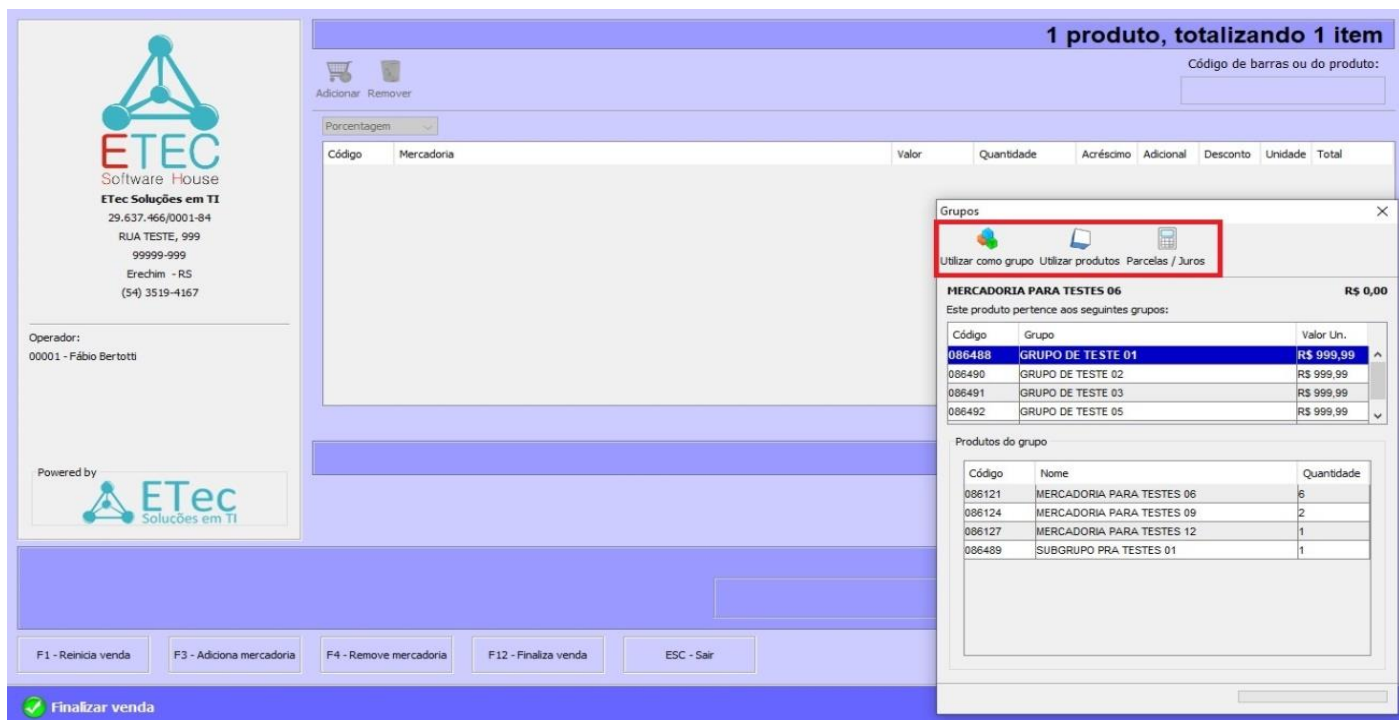 ETEC
Software House
ETec Soluções em TI
29.637.466/0001-84
RUA TESTE, 999
99999-999
Erechim - RS
(54) 3519-4167
Operador:
00001 - Fábio Bertotti
Powered by
ETec
Soluções em TI
1 produto, totalizando 1 item
Código de barras ou do produto:
Adicionar Remover
Porcentagem
Código Mercadoria Valor Quantidade Acréscimo Adicional Desconto Unidade Total
Grupos
Utilizar como grupo Utilizar produtos Parcelas / Juros
MERCADORIA PARA TESTES 06 R$ 0,00
Este produto pertence aos seguintes grupos:
Código Grupo Valor Un.
086488 GRUPO DE TESTE 01 R$ 999,99
086490 GRUPO DE TESTE 02 R$ 999,99
086491 GRUPO DE TESTE 03 R$ 999,99
086492 GRUPO DE TESTE 05 R$ 999,99
Produtos do grupo
Código Nome Quantidade
086121 MERCADORIA PARA TESTES 06 6
086124 MERCADORIA PARA TESTES 09 2
086127 MERCADORIA PARA TESTES 12 1
086489 SUBGRUPO PRA TESTES 01 1
F1 - Reinicia venda F3 - Adiciona mercadoria F4 - Remove mercadoria F12 - Finaliza venda ESC - Sair
Finalizar venda